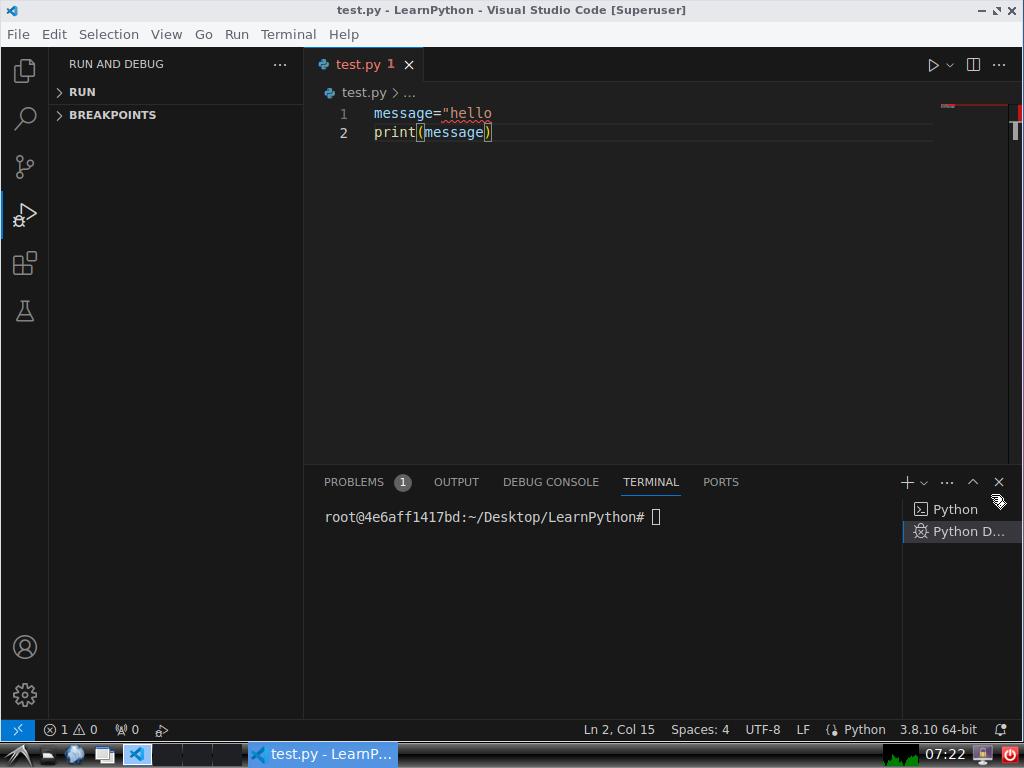 test.py - LearnPython - Visual Studio Code [Superuser]
File Edit Selection View Go Run Terminal Help
RUN AND DEBUG
RUN
BREAKPOINTS
test.py 1
test.py > ...
1 message="hello
2 print(message)
PROBLEMS 1 OUTPUT DEBUG CONSOLE TERMINAL PORTS
root@4e6aff1417bd:~/Desktop/LearnPython#
Python
Python D...
1 0 0 Ln 2, Col 15 Spaces: 4 UTF-8 LF Python 3.8.10 64-bit
test.py - LearnP... 07:22